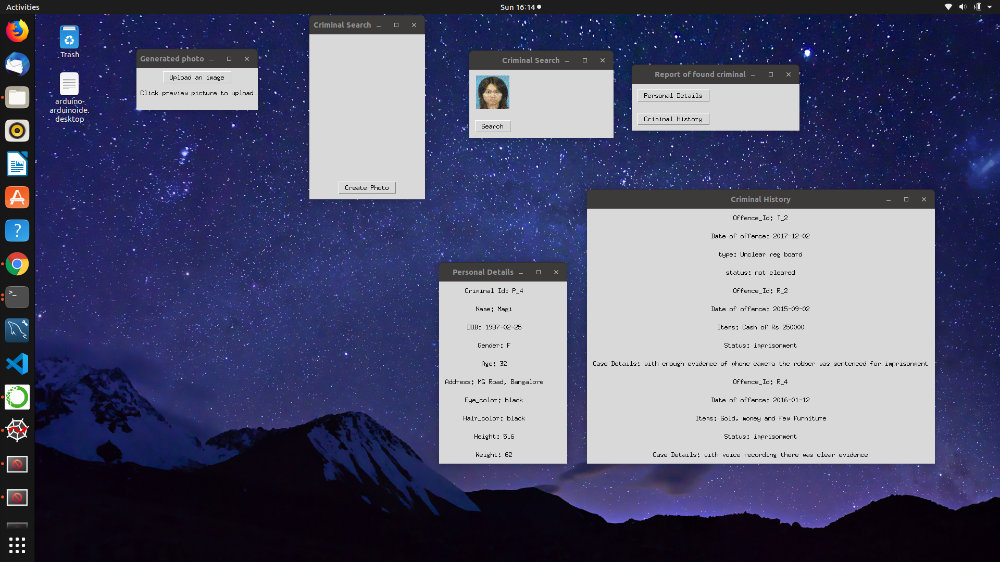 Activities
Sun 16:14
Trash
arduino-
arduinoide.
desktop
Generated photo
Upload an image
Click preview picture to upload
Criminal Search
Create Photo
Criminal Search
Search
Report of found criminal
Personal Details
Criminal History
Personal Details
Criminal Id: P_4
Name: Magi
DOB: 1987-02-25
Gender: F
Age: 32
Address: MG Road, Bangalore
Eye_color: black
Hair_color: black
Height: 5.6
Weight: 62
Criminal History
Offence_Id: T_2
Date of offence: 2017-12-02
type: Unclear reg board
status: not cleared
Offence_Id: R_2
Date of offence: 2015-09-02
Items: Cash of Rs 250000
Status: imprisonment
Case Details: with enough evidence of phone camera the robber was sentenced for imprisonment
Offence_Id: R_4
Date of offence: 2016-01-12
Items: Gold, money and few furniture
Status: imprisonment
Case Details: with voice recording there was clear evidence